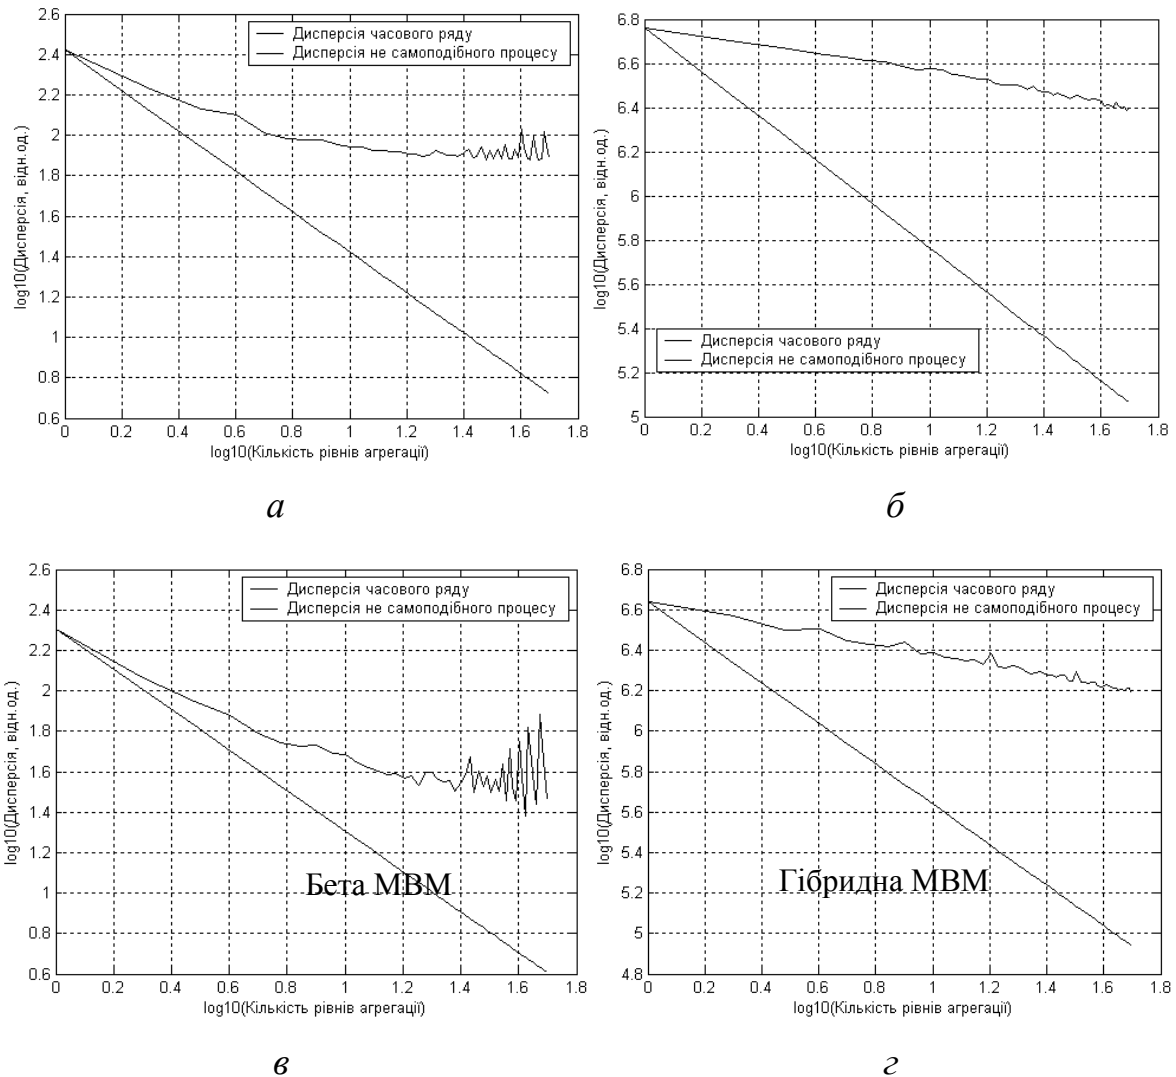 2.6
2.4
2.2
2
1.8
1.6
1.4
1.2
1
0.8
0.6
0 0.2 0.4 0.6 0.8 1 1.2 1.4 1.6 1.8
log10(Дисперсія, відн.од.)
log10(Кількість рівнів агрегації)
Дисперсія часового ряду
Дисперсія не самоподібного процесу
а
6.8
6.6
6.4
6.2
6
5.8
5.6
5.4
5.2
5
0 0.2 0.4 0.6 0.8 1 1.2 1.4 1.6 1.8
log10(Дисперсія, відн.од.)
log10(Кількість рівнів агрегації)
Дисперсія часового ряду
Дисперсія не самоподібного процесу
б
2.6
2.4
2.2
2
1.8
1.6
1.4
1.2
1
0.8
0.6
0 0.2 0.4 0.6 0.8 1 1.2 1.4 1.6 1.8
log10(Дисперсія, відн.од.)
log10(Кількість рівнів агрегації)
Дисперсія часового ряду
Дисперсія не самоподібного процесу
Бета МВМ
в
6.8
6.6
6.4
6.2
6
5.8
5.6
5.4
5.2
5
4.8
0 0.2 0.4 0.6 0.8 1 1.2 1.4 1.6 1.8
log10(Дисперсія, відн.од.)
log10(Кількість рівнів агрегації)
Дисперсія часового ряду
Дисперсія не самоподібного процесу
Гібридна МВМ
г